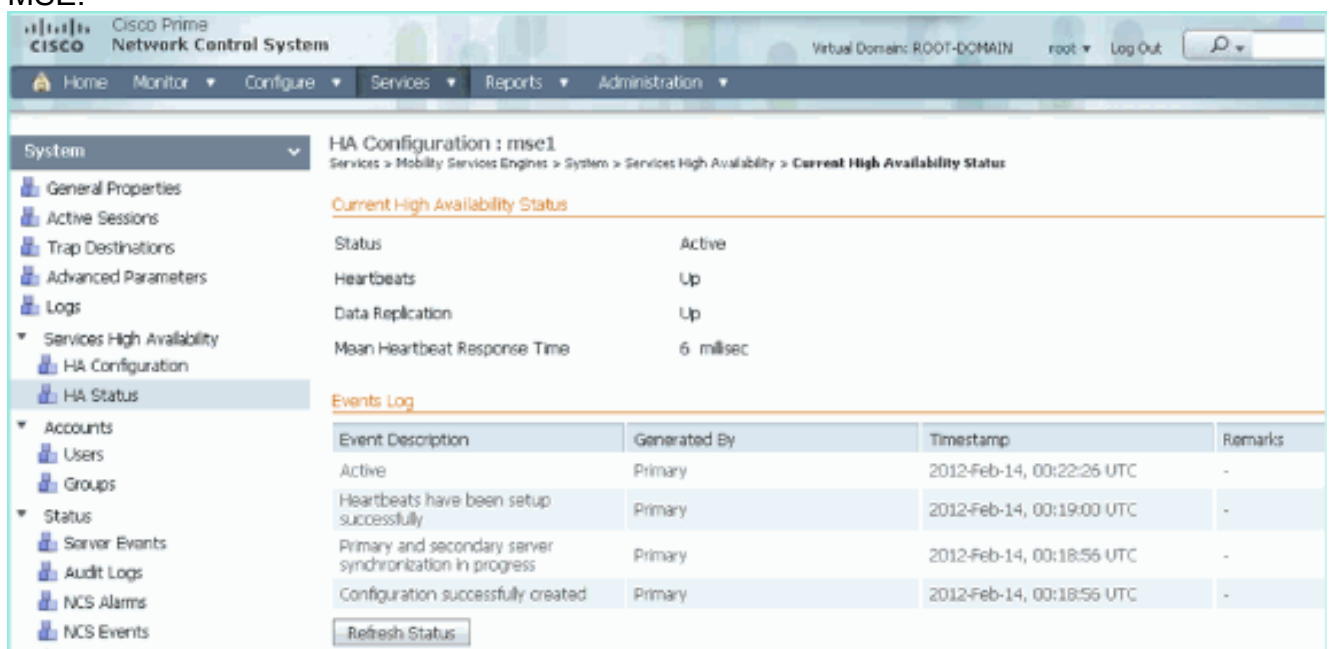 MSE:
Cisco Prime
CISCO Network Control System
Virtual Domain: ROOT-DOMAIN root Log Out
Home Monitor Configure Services Reports Administration
System
General Properties
Active Sessions
Trap Destinations
Advanced Parameters
Logs
Services High Availability
HA Configuration
HA Status
Accounts
Users
Groups
Status
Server Events
Audit Logs
NCS Alarms
NCS Events
HA Configuration : mse1
Services > Mobility Services Engines > System > Services High Availability > Current High Availability Status
Current High Availability Status
Status Active
Heartbeats Up
Data Replication Up
Mean Heartbeat Response Time 6 millisec
Events Log
Event Description Generated By Timestamp Remarks
Active Primary 2012-Feb-14, 00:22:26 UTC -
Heartbeats have been setup
successfully Primary 2012-Feb-14, 00:19:00 UTC -
Primary and secondary server
synchronization in progress Primary 2012-Feb-14, 00:18:56 UTC -
Configuration successfully created Primary 2012-Feb-14, 00:18:56 UTC -
Refresh Status